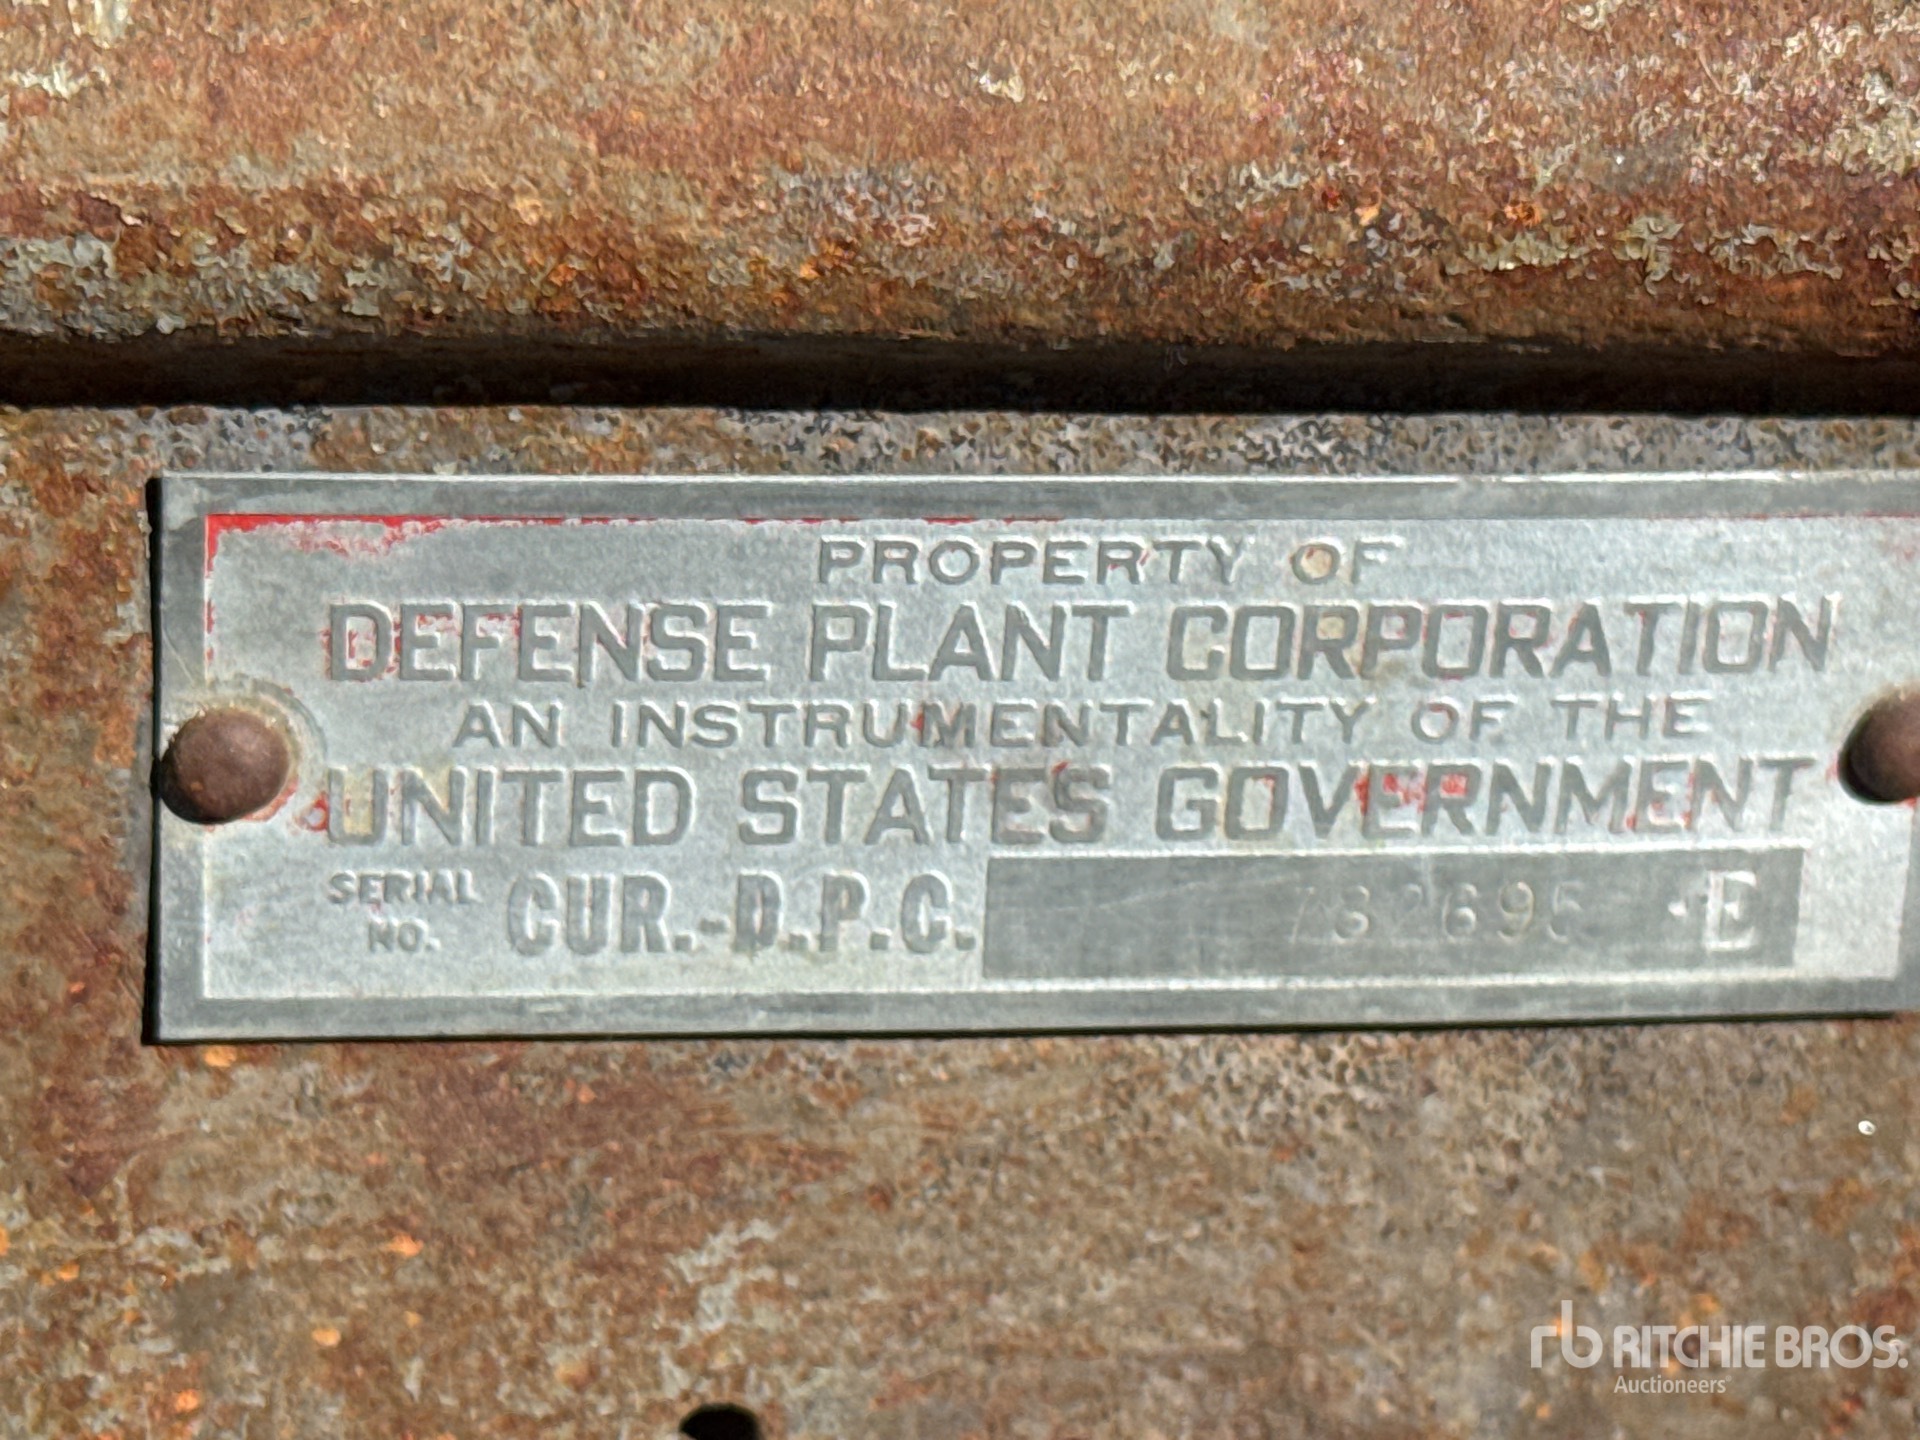 PROPERTY OF
DEFENSE PLANT CORPORATION
AN INSTRUMENTALITY OF THE
UNITED STATES GOVERNMENT
SERIAL NO. CUR.-D.P.C. 782695 -E
rb RITCHIE BROS.
Auctioneers